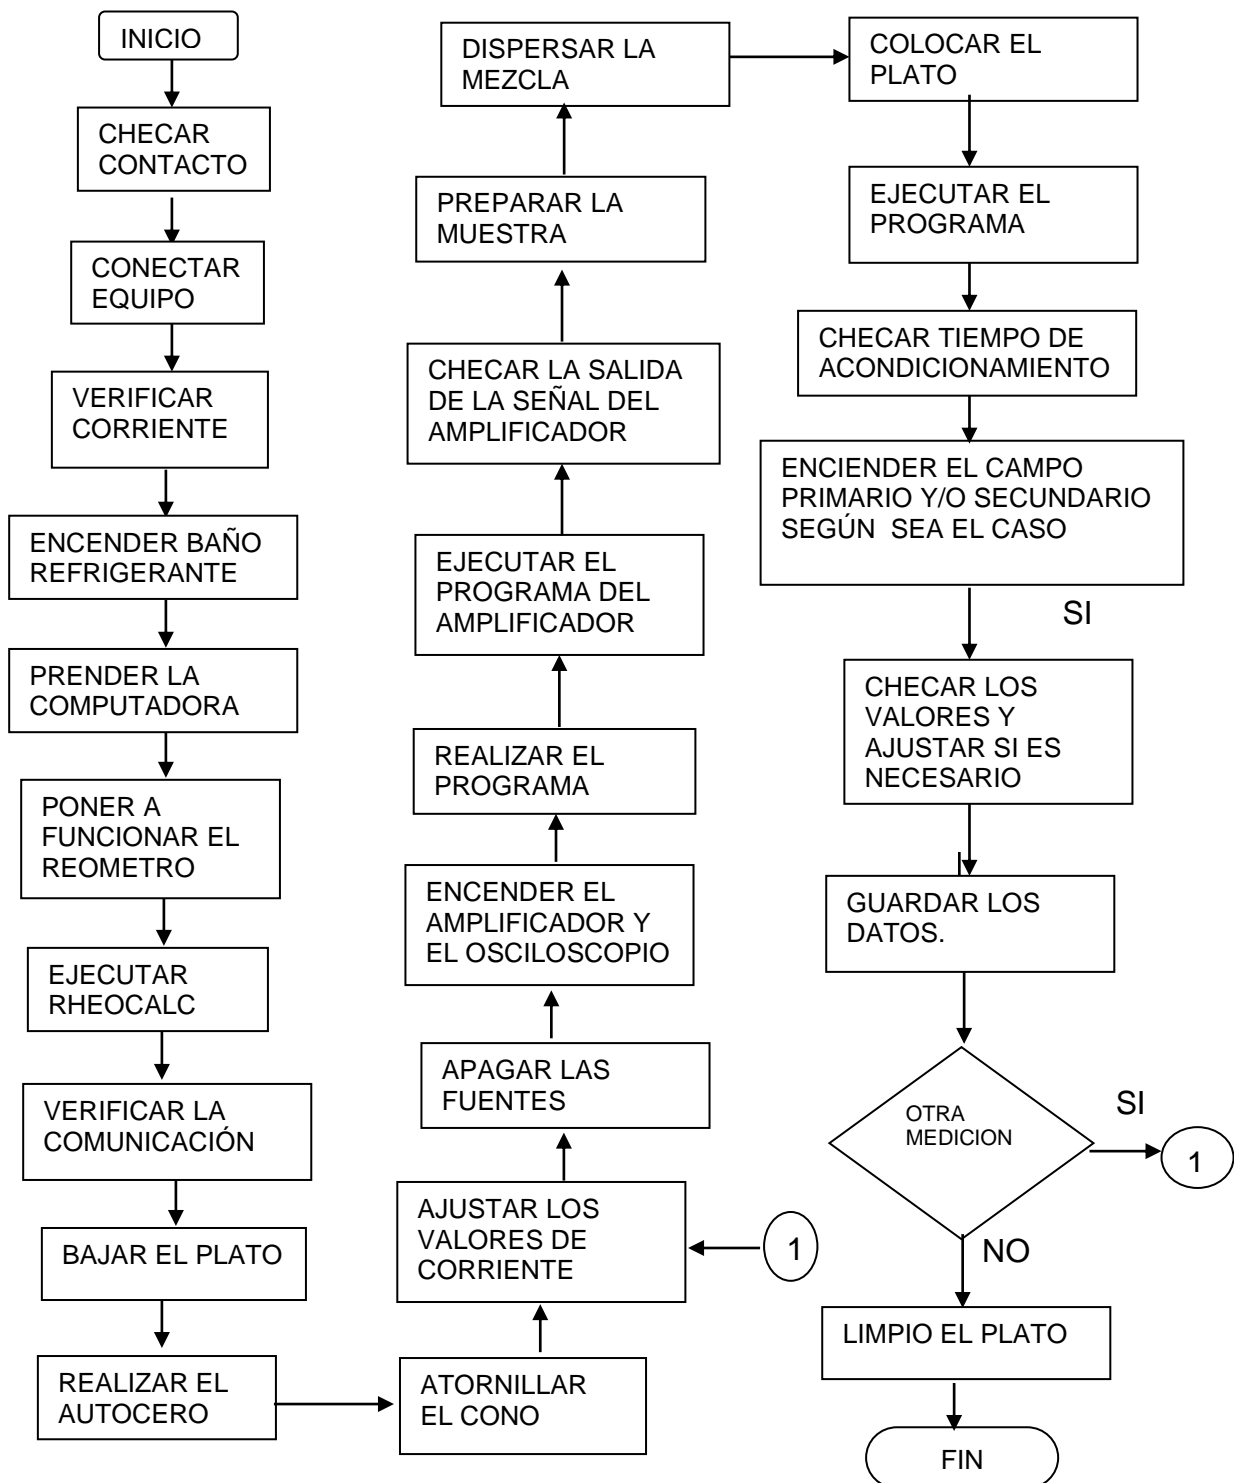 INICIO
CHECAR
CONTACTO
CONECTAR
EQUIPO
VERIFICAR
CORRIENTE
ENCENDER BAÑO
REFRIGERANTE
PRENDER LA
COMPUTADORA
PONER A
FUNCIONAR EL
REOMETRO
EJECUTAR
RHEOCALC
VERIFICAR LA
COMUNICACIÓN
BAJAR EL PLATO
REALIZAR EL
AUTOCERO
ATORNILLAR
EL CONO
AJUSTAR LOS
VALORES DE
CORRIENTE
1
APAGAR LAS
FUENTES
ENCENDER EL
AMPLIFICADOR Y
EL OSCILOSCOPIO
REALIZAR EL
PROGRAMA
EJECUTAR EL
PROGRAMA DEL
AMPLIFICADOR
CHECAR LA SALIDA
DE LA SEÑAL DEL
AMPLIFICADOR
PREPARAR LA
MUESTRA
DISPERSAR LA
MEZCLA
COLOCAR EL
PLATO
EJECUTAR EL
PROGRAMA
CHECAR TIEMPO DE
ACONDICIONAMIENTO
ENCIENDER EL CAMPO
PRIMARIO Y/O SECUNDARIO
SEGÚN SEA EL CASO
SI
CHECAR LOS
VALORES Y
AJUSTAR SI ES
NECESARIO
GUARDAR LOS
DATOS.
OTRA
MEDICION
SI
1
NO
LIMPIO EL PLATO
FIN